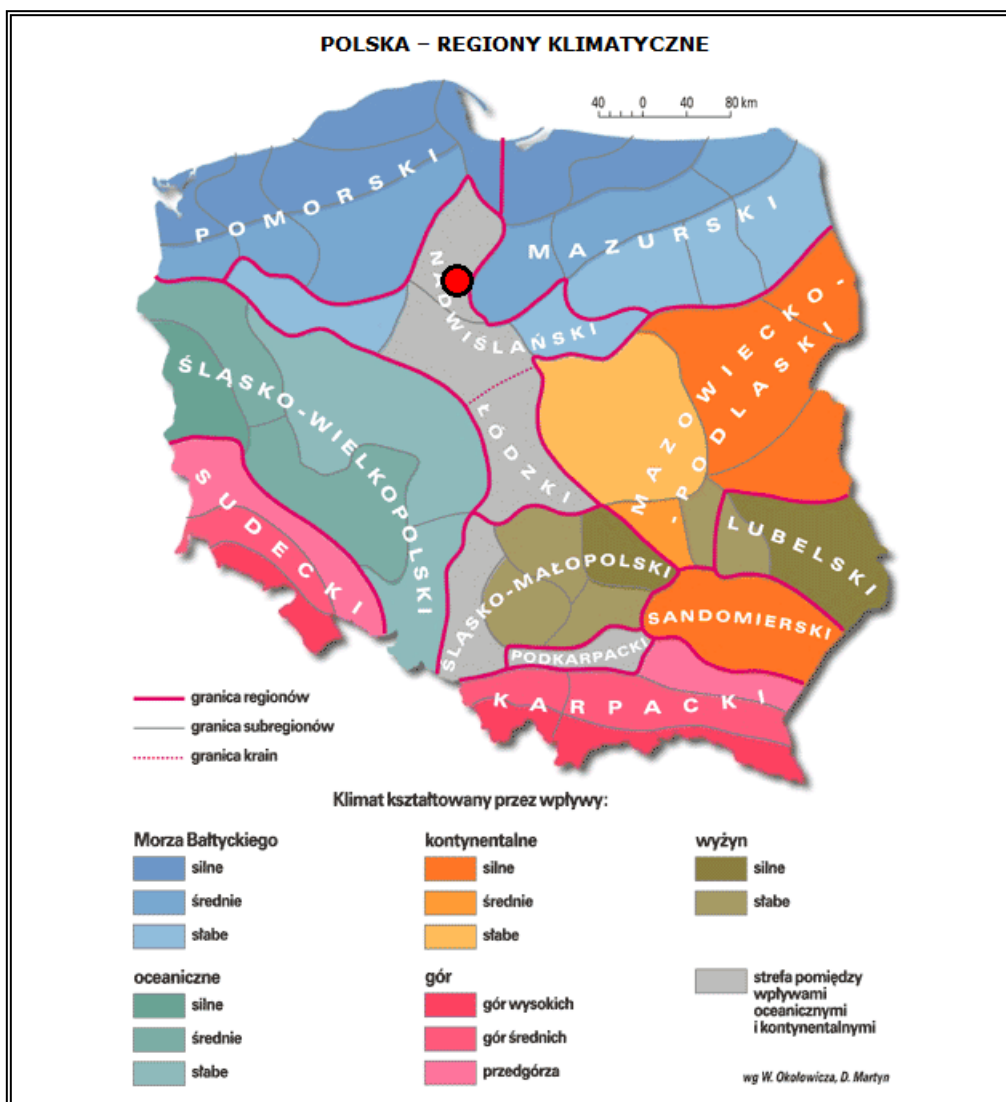 POLSKA – REGIONY KLIMATYCZNE
40 0 40 80 km
POMORSKI
MAZURSKI
NADWIŚLAŃSKI
MAZOWIECKO-
-PODLASKI
ŚLĄSKO-WIELKOPOLSKI
ŁÓDZKI
SUDECKI
LUBELSKI
ŚLĄSKO-MAŁOPOLSKI
SANDOMIERSKI
PODKARPACKI
KARPACKI
granica regionów
granica subregionów
granica krain
Klimat kształtowany przez wpływy:
Morza Bałtyckiego
silne
średnie
słabe
kontynentalne
silne
średnie
słabe
wyżyn
silne
słabe
oceaniczne
silne
średnie
słabe
gór
gór wysokich
gór średnich
przedgórza
strefa pomiędzy
wpływami
oceanicznymi
i kontynentalnymi
wg W. Okołowicza, D. Martyn